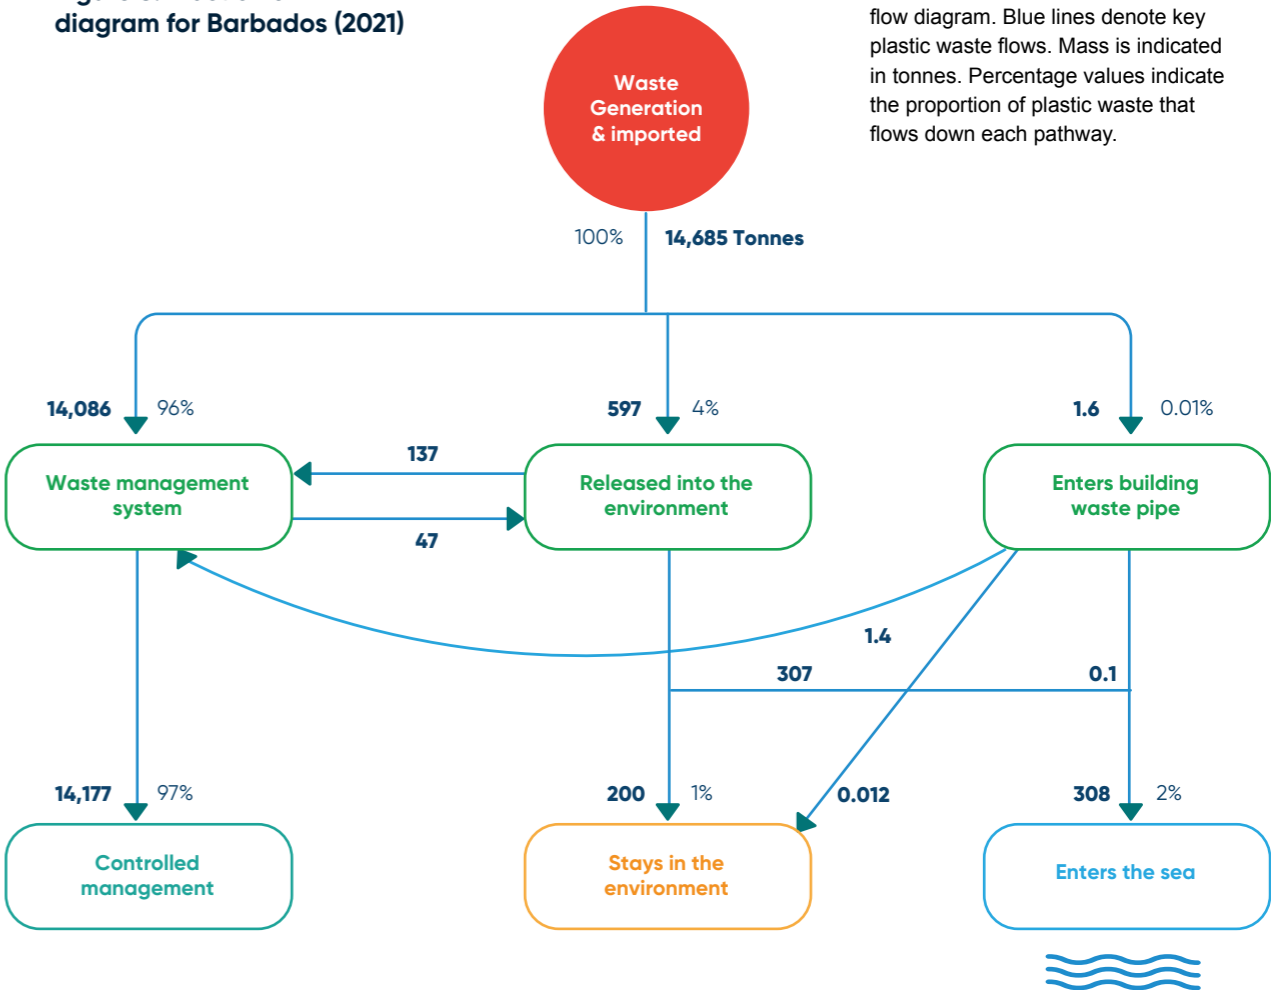 diagram for Barbados (2021)
flow diagram. Blue lines denote key
plastic waste flows. Mass is indicated
in tonnes. Percentage values indicate
the proportion of plastic waste that
flows down each pathway.
Waste
Generation
& imported
100% 14,685 Tonnes
14,086 96%
597 4%
1.6 0.01%
Waste management
system
137
47
Released into the
environment
Enters building
waste pipe
1.4
307 0.1
14,177 97%
200 1%
0.012
308 2%
Controlled
management
Stays in the
environment
Enters the sea